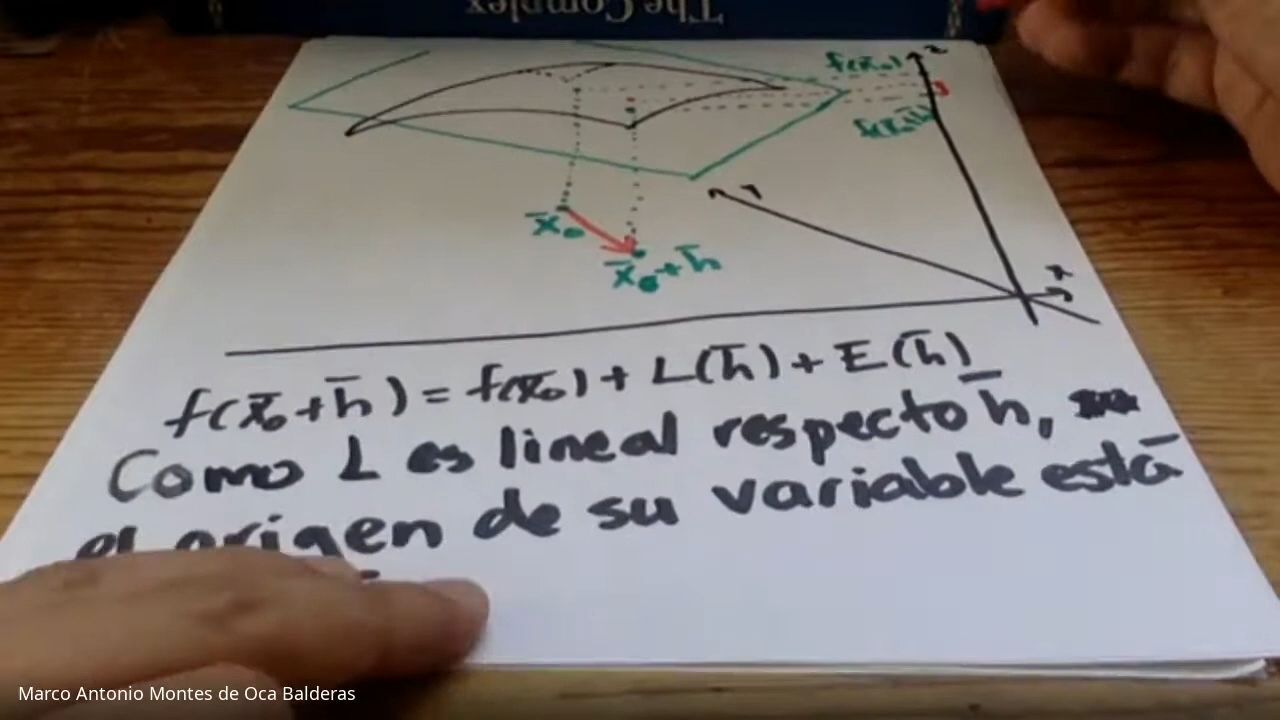 The Complex
f(x̄₀)
z
f(x̄₀+h̄)
y
x̄₀
x̄₀+h̄
x
f(x̄₀+h̄) = f(x̄₀) + L(h̄) + E(h̄)
Como L es lineal respecto h̄,
el origen de su variable está
Marco Antonio Montes de Oca Balderas